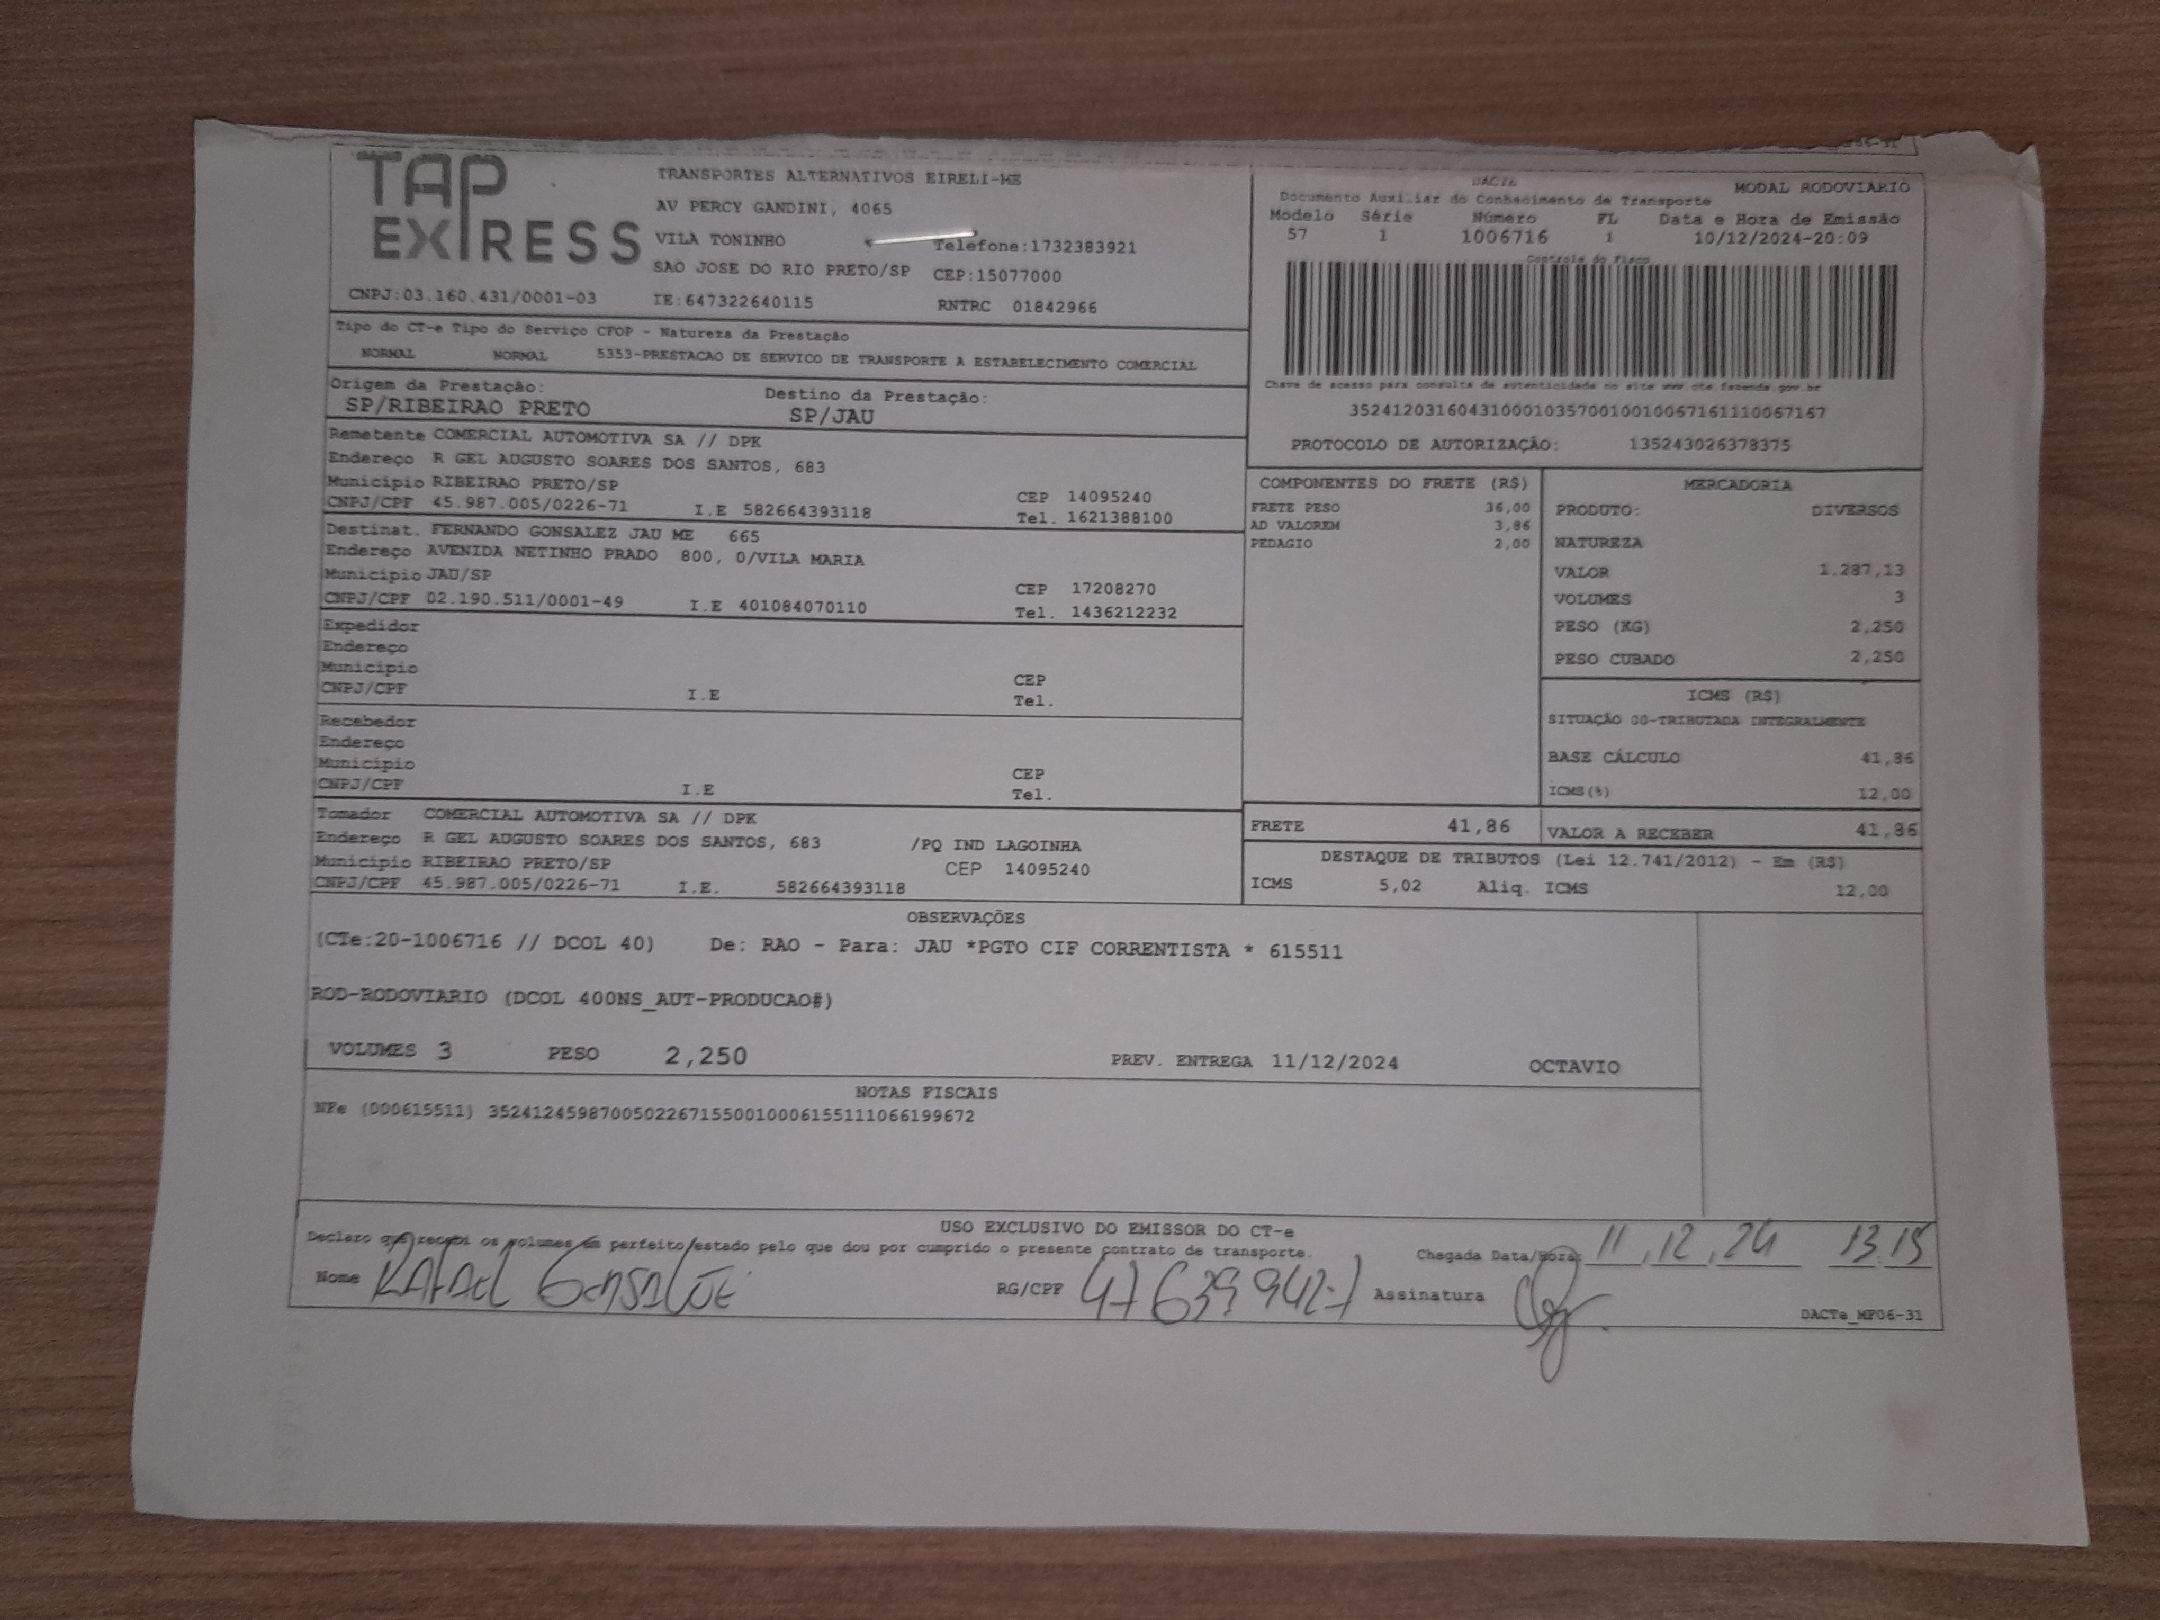 TAP
EXPRESS
TRANSPORTES ALTERNATIVOS EIRELI-ME
AV PERCY GANDINI, 4065
VILA TONINHO Telefone:1732383921
SAO JOSE DO RIO PRETO/SP CEP:15077000
CNPJ:03.160.431/0001-03 IE:647322640115 RNTRC 01842966
DACTE MODAL RODOVIARIO
Documento Auxiliar do Conhecimento de Transporte
Modelo Série Número FL Data e Hora de Emissão
57 1 1006716 1 10/12/2024-20:09
Controle do Fisco
Chave de acesso para consulta de autenticidade no site www.cte.fazenda.gov.br
35241203160431000103570010010067161110067167
PROTOCOLO DE AUTORIZAÇÃO: 135243026378375
Tipo do CT-e Tipo do Serviço CFOP - Natureza da Prestação
NORMAL NORMAL 5353-PRESTACAO DE SERVICO DE TRANSPORTE A ESTABELECIMENTO COMERCIAL
Origem da Prestação: Destino da Prestação:
SP/RIBEIRAO PRETO SP/JAU
Remetente COMERCIAL AUTOMOTIVA SA // DPK
Endereço R GEL AUGUSTO SOARES DOS SANTOS, 683
Município RIBEIRAO PRETO/SP CEP 14095240
CNPJ/CPF 45.987.005/0226-71 I.E 582664393118 Tel. 1621388100
Destinat. FERNANDO GONSALEZ JAU ME 665
Endereço AVENIDA NETINHO PRADO 800, 0/VILA MARIA
Município JAU/SP CEP 17208270
CNPJ/CPF 02.190.511/0001-49 I.E 401084070110 Tel. 1436212232
Expedidor
Endereço
Município CEP
CNPJ/CPF I.E Tel.
Recebedor
Endereço
Município CEP
CNPJ/CPF I.E Tel.
Tomador COMERCIAL AUTOMOTIVA SA // DPK
Endereço R GEL AUGUSTO SOARES DOS SANTOS, 683 /PQ IND LAGOINHA
Município RIBEIRAO PRETO/SP CEP 14095240
CNPJ/CPF 45.987.005/0226-71 I.E. 582664393118
COMPONENTES DO FRETE (R$)
FRETE PESO 36,00
AD VALOREM 3,86
PEDAGIO 2,00
MERCADORIA
PRODUTO: DIVERSOS
NATUREZA
VALOR 1.287,13
VOLUMES 3
PESO (KG) 2,250
PESO CUBADO 2,250
ICMS (R$)
SITUAÇÃO 00-TRIBUTADA INTEGRALMENTE
BASE CÁLCULO 41,86
ICMS(%) 12,00
FRETE 41,86 VALOR A RECEBER 41,86
DESTAQUE DE TRIBUTOS (Lei 12.741/2012) - Em (R$)
ICMS 5,02 Aliq. ICMS 12,00
OBSERVAÇÕES
(CTe:20-1006716 // DCOL 40) De: RAO - Para: JAU *PGTO CIF CORRENTISTA * 615511
ROD-RODOVIARIO (DCOL 400NS_AUT-PRODUCAO#)
VOLUMES 3 PESO 2,250 PREV. ENTREGA 11/12/2024 OCTAVIO
NOTAS FISCAIS
NFe (000615511) 35241245987005022671550010006155111066199672
USO EXCLUSIVO DO EMISSOR DO CT-e
Declaro que recebi os volumes em perfeito estado pelo que dou por cumprido o presente contrato de transporte. Chegada Data/Hora: 11,12,24 13.15
Nome RAFAEL RG/CPF Assinatura
DACTe_MF06-31